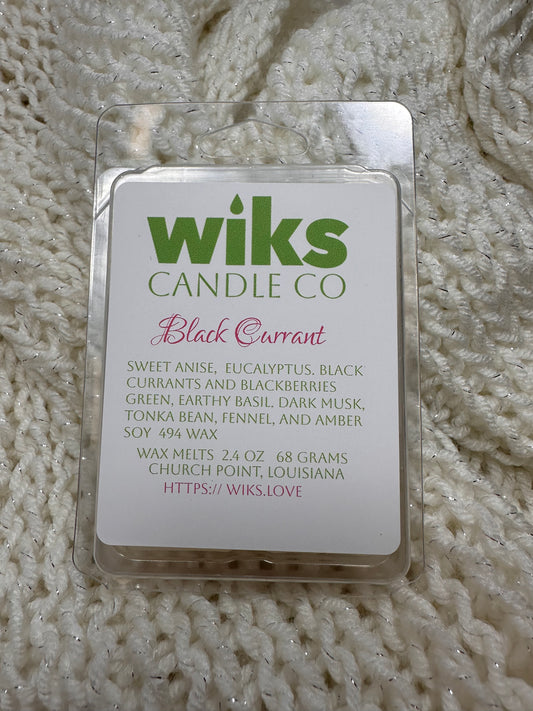 wiks
CANDLE CO
Black Currant
SWEET ANISE, EUCALYPTUS. BLACK
CURRANTS AND BLACKBERRIES
GREEN, EARTHY BASIL. DARK MUSK,
TONKA BEAN, FENNEL, AND AMBER
SOY 494 WAX
WAX MELTS 2.4 OZ 68 GRAMS
CHURCH POINT, LOUISIANA
HTTPS:// WIKS.LOVE